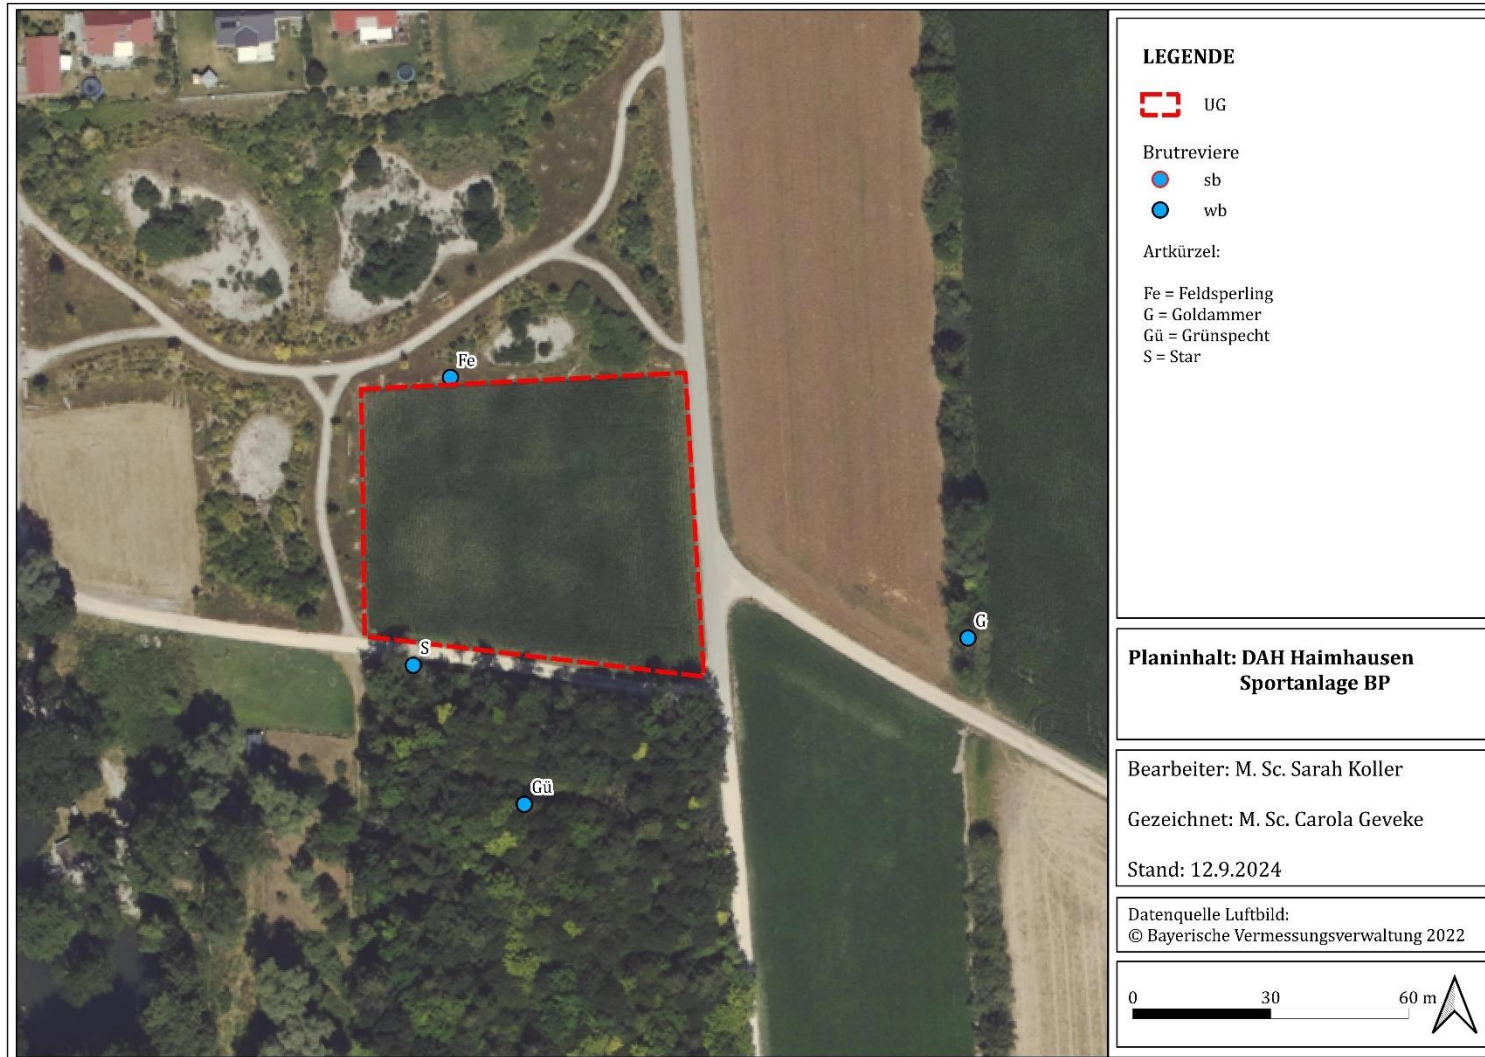 Fe
S
G
Gü
LEGENDE
UG
Brutreviere
sb
wb
Artkürzel:
Fe = Feldsperling
G = Goldammer
Gü = Grünspecht
S = Star
Planinhalt: DAH Haimhausen
Sportanlage BP
Bearbeiter: M. Sc. Sarah Koller
Gezeichnet: M. Sc. Carola Geveke
Stand: 12.9.2024
Datenquelle Luftbild:
© Bayerische Vermessungsverwaltung 2022
0 30 60 m